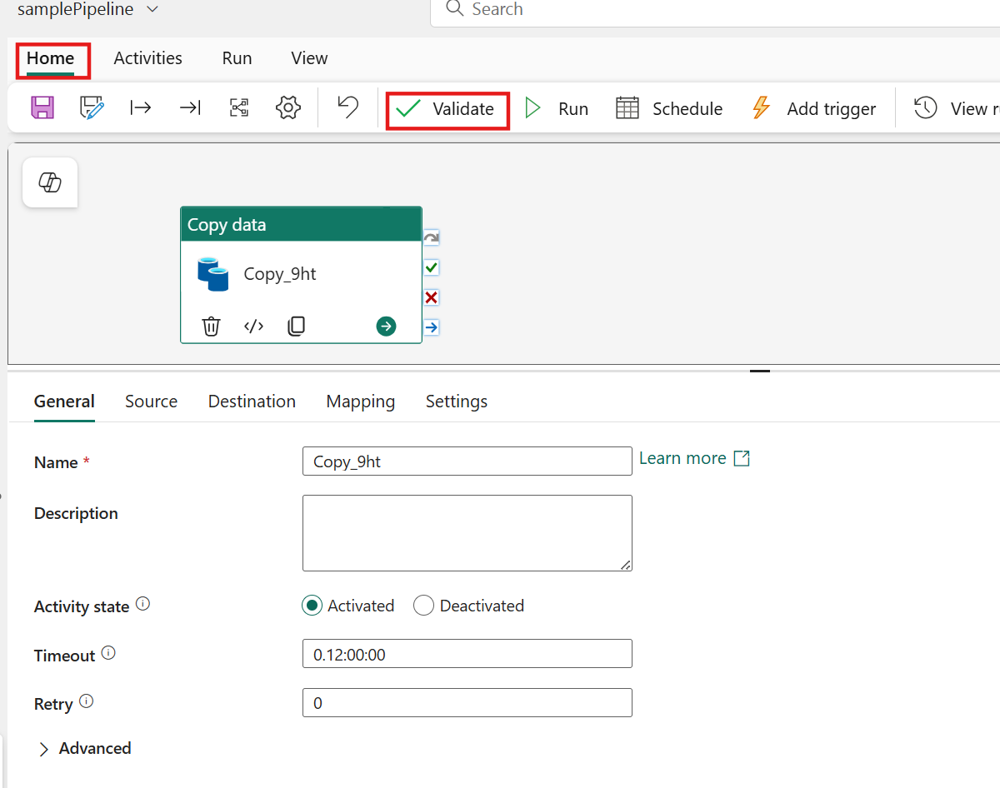 samplePipeline
Search
Home Activities Run View
Validate Run Schedule Add trigger View
Copy data
Copy_9ht
General Source Destination Mapping Settings
Name * Copy_9ht Learn more
Description
Activity state Activated Deactivated
Timeout 0.12:00:00
Retry 0
Advanced